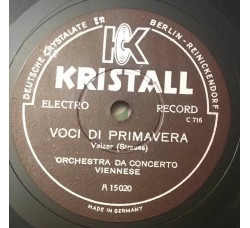 DEUTSCHE CRYSTALATE
BERLIN-REINICKENDORF
KRISTALL
ELECTRO RECORD
C 716
VOCI DI PRIMAVERA
Valzer (Strauss)
ORCHESTRA DA CONCERTO
VIENNESE
R 15020
MADE IN GERMANY